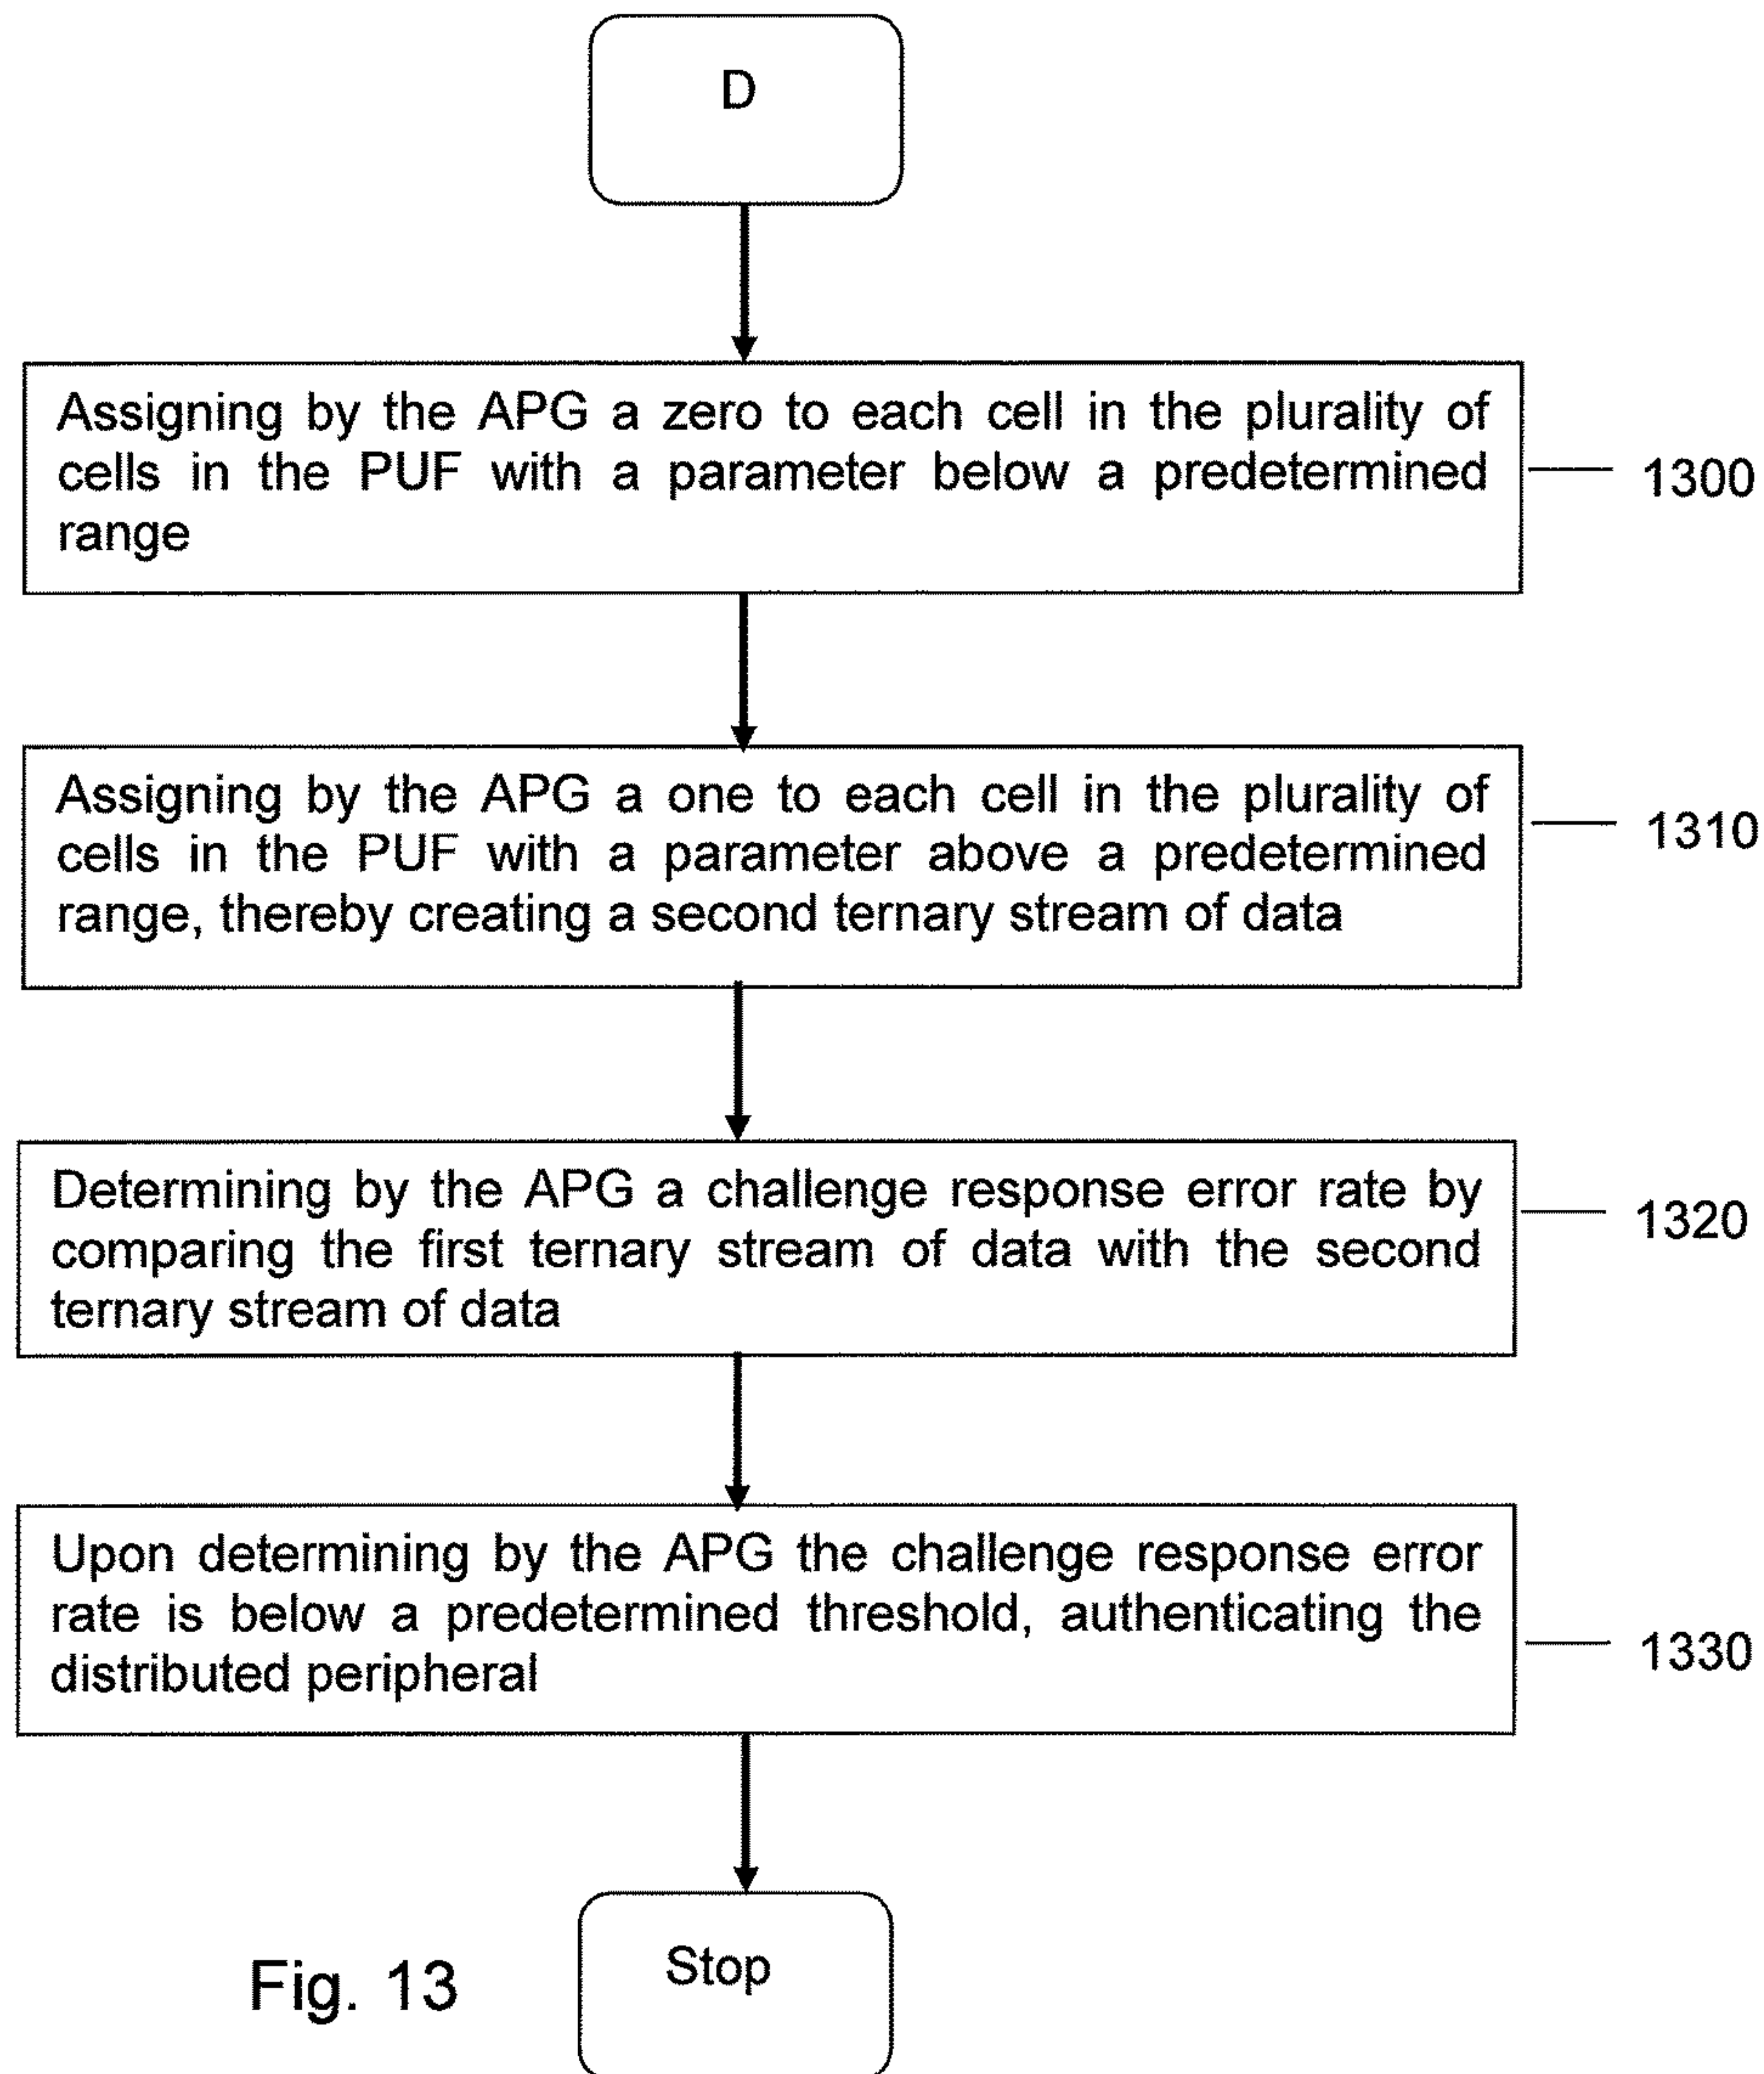 D
Assigning by the APG a zero to each cell in the plurality of
cells in the PUF with a parameter below a predetermined
range
1300
Assigning by the APG a one to each cell in the plurality of
cells in the PUF with a parameter above a predetermined
range, thereby creating a second ternary stream of data
1310
Determining by the APG a challenge response error rate by
comparing the first ternary stream of data with the second
ternary stream of data
1320
Upon determining by the APG the challenge response error
rate is below a predetermined threshold, authenticating the
distributed peripheral
1330
Stop
Fig. 13